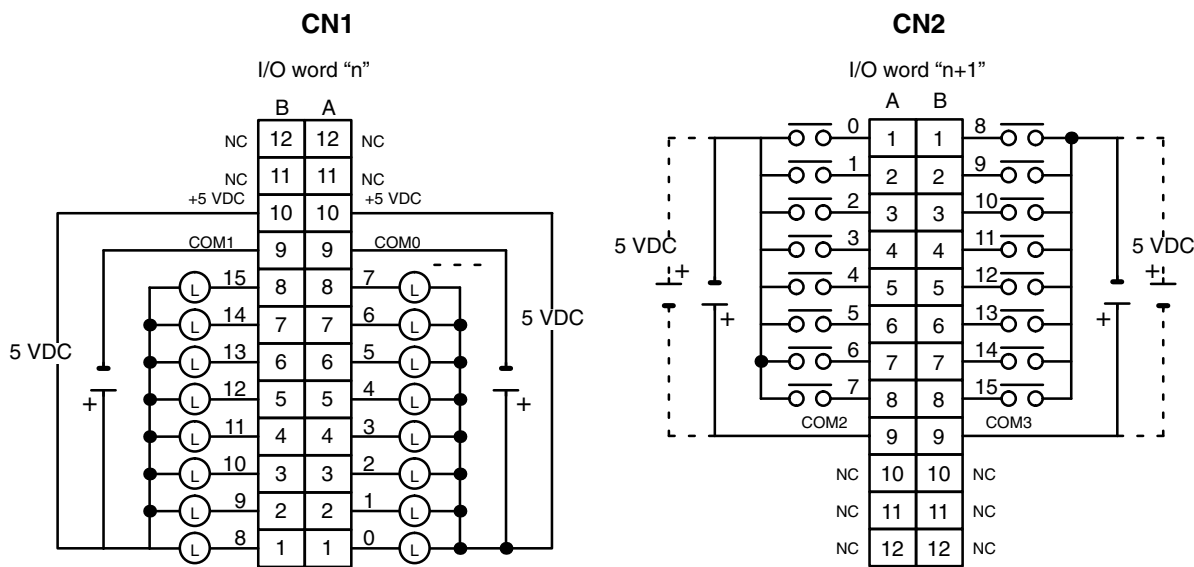 CN1 CN2
I/O word “n” I/O word “n+1”
B A
A B
NC 12 12 NC
0 1 1 8
NC 11 11 NC
1 2 2 9
+5 VDC 10 10 +5 VDC
2 3 3 10
COM1 9 9 COM0
5 VDC + 3 4 4 11 5 VDC +
15 8 8 7
L L
4 5 5 12
14 7 7 6
L L
+ 5 6 6 13 +
5 VDC 5 VDC
13 6 6 5
L L
6 7 7 14
12 5 5 4
L L
+ +
7 8 8 15
11 4 4 3
L L
COM2 9 9 COM3
10 3 3 2
L L
NC 10 10 NC
9 2 2 1
L L
NC 11 11 NC
8 1 1 0
L L
NC 12 12 NC